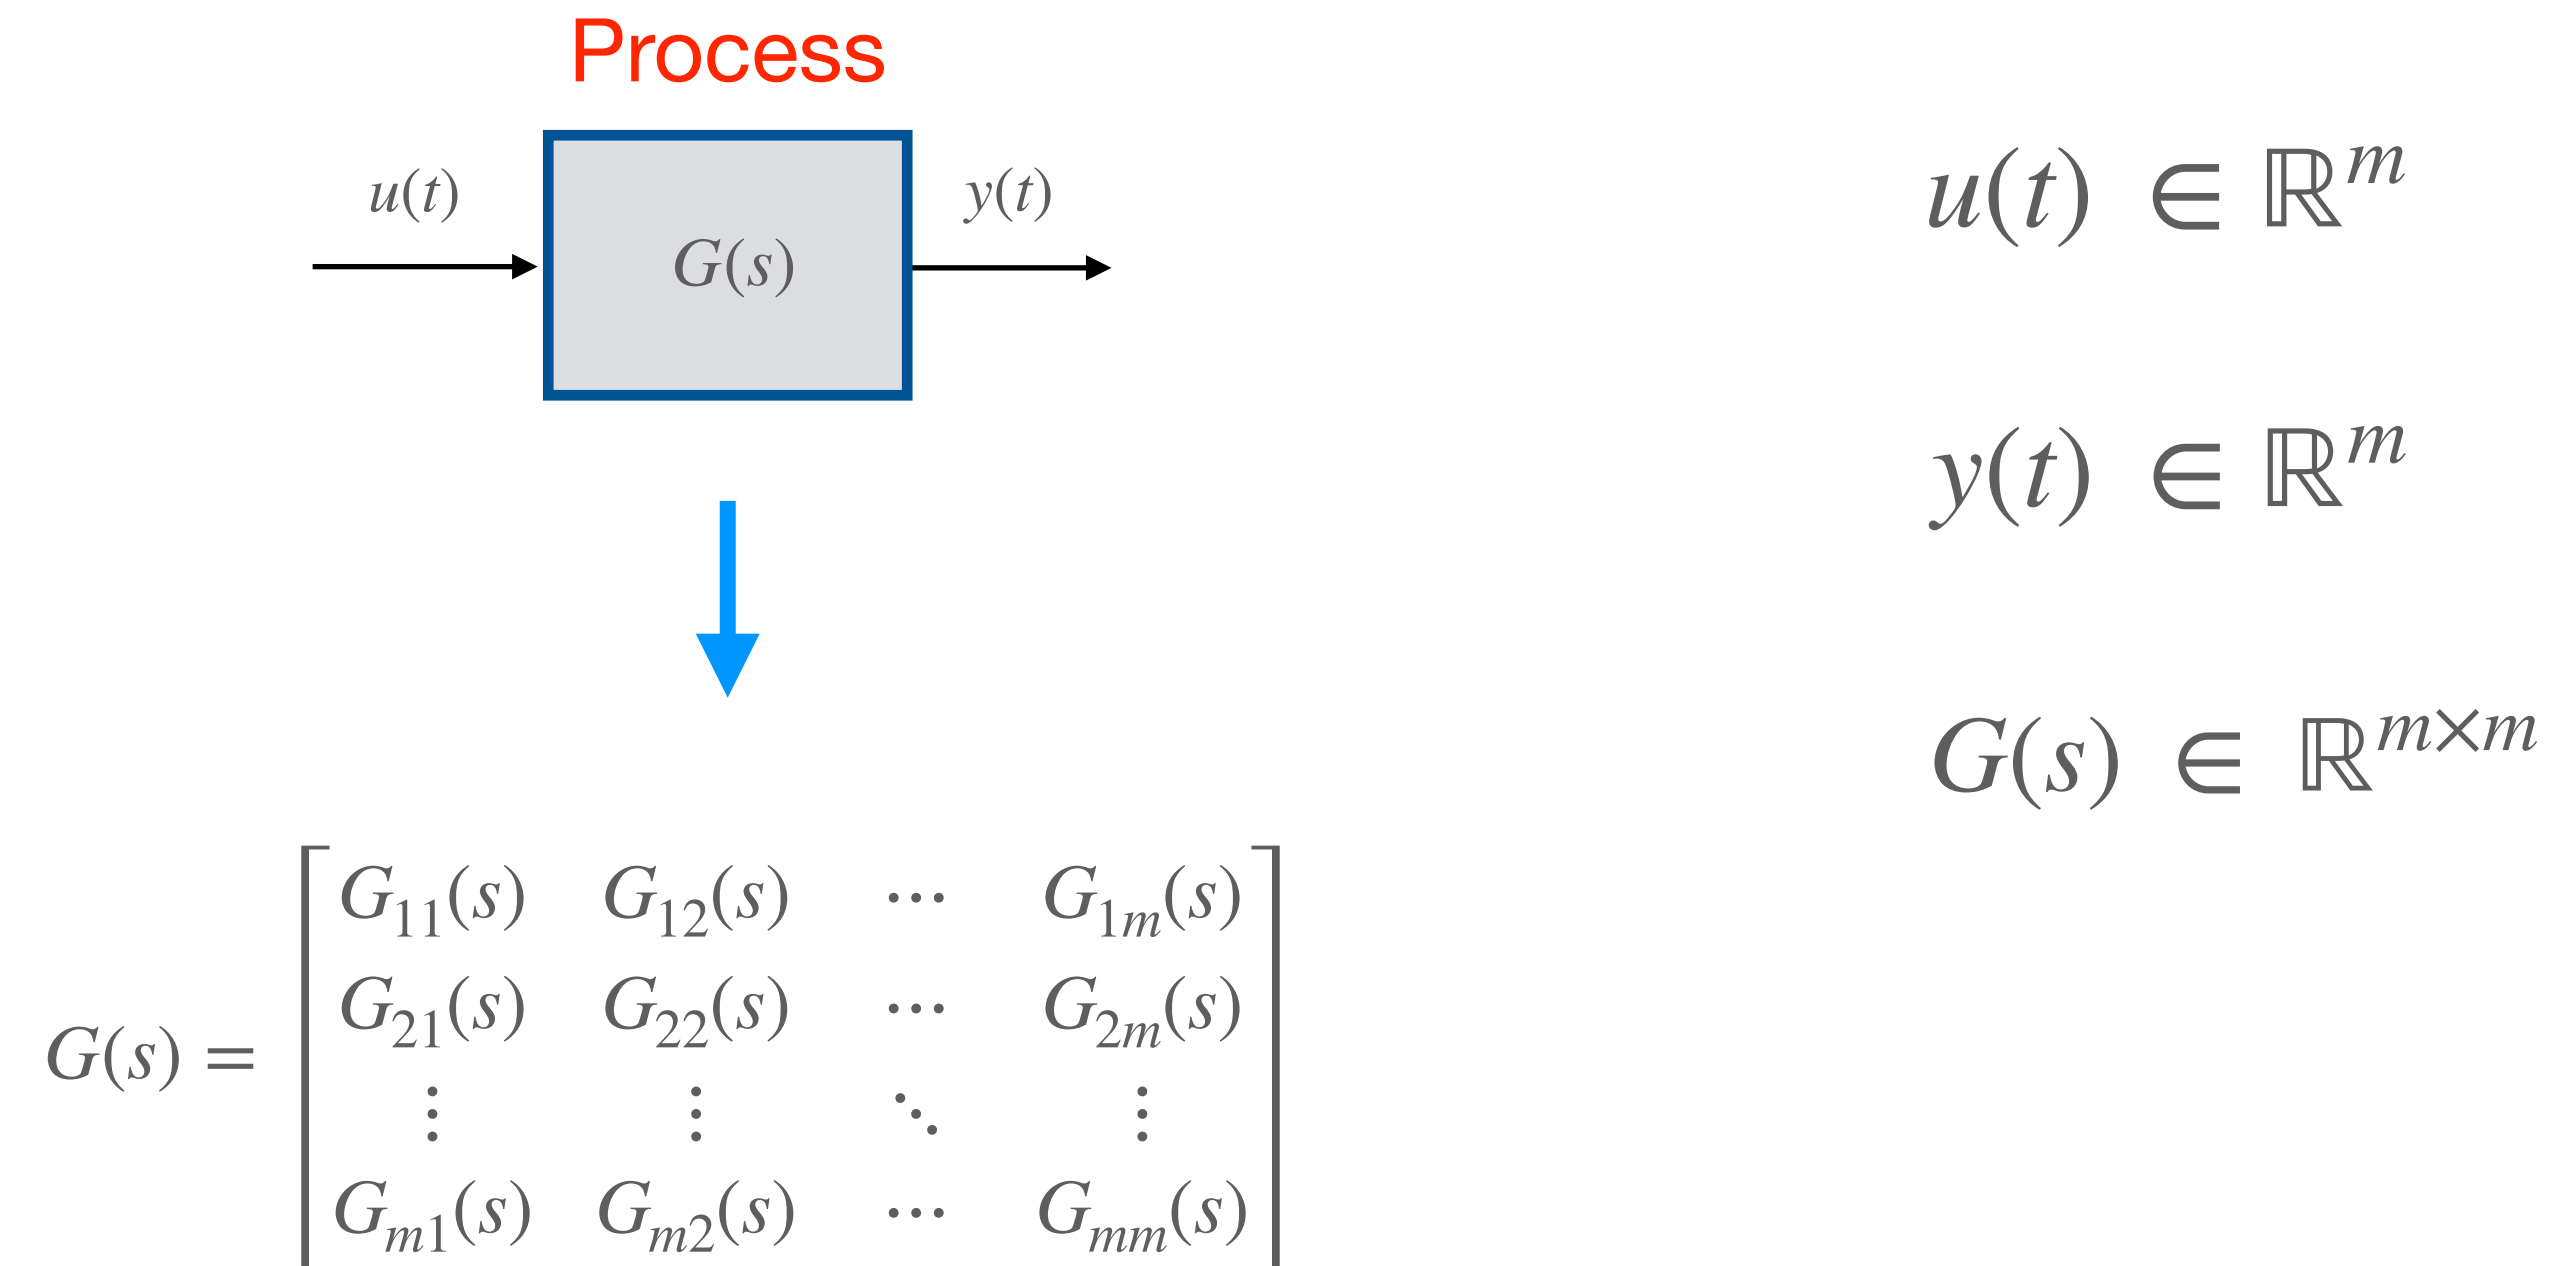 Process
u(t)
G(s)
y(t)
u(t) ∈ ℝ^m
y(t) ∈ ℝ^m
G(s) ∈ ℝ^{m×m}
G(s) =
G_{11}(s) G_{12}(s) ⋯ G_{1m}(s)
G_{21}(s) G_{22}(s) ⋯ G_{2m}(s)
⋮ ⋮ ⋱ ⋮
G_{m1}(s) G_{m2}(s) ⋯ G_{mm}(s)